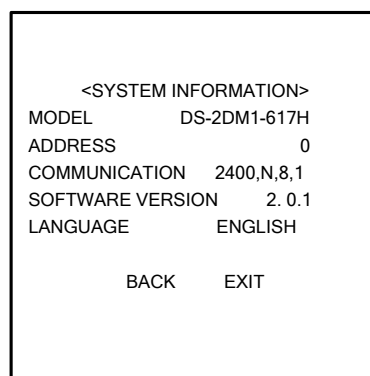 <SYSTEM INFORMATION>
MODEL DS-2DM1-617H
ADDRESS 0
COMMUNICATION 2400,N,8,1
SOFTWARE VERSION 2. 0.1
LANGUAGE ENGLISH
BACK EXIT